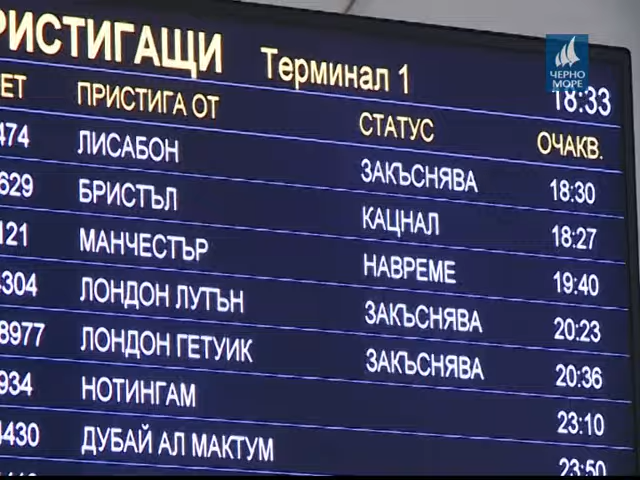 РИСТИГАЩИ Терминал 1 18:33
ЕТ ПРИСТИГА ОТ СТАТУС ОЧАКВ.
474 ЛИСАБОН ЗАКЪСНЯВА 18:30
629 БРИСТЪЛ КАЦНАЛ 18:27
121 МАНЧЕСТЪР НАВРЕМЕ 19:40
304 ЛОНДОН ЛУТЪН ЗАКЪСНЯВА 20:23
8977 ЛОНДОН ГЕТУИК ЗАКЪСНЯВА 20:36
934 НОТИНГАМ 23:10
4430 ДУБАЙ АЛ МАКТУМ 23:50
ЧЕРНО
МОРЕ